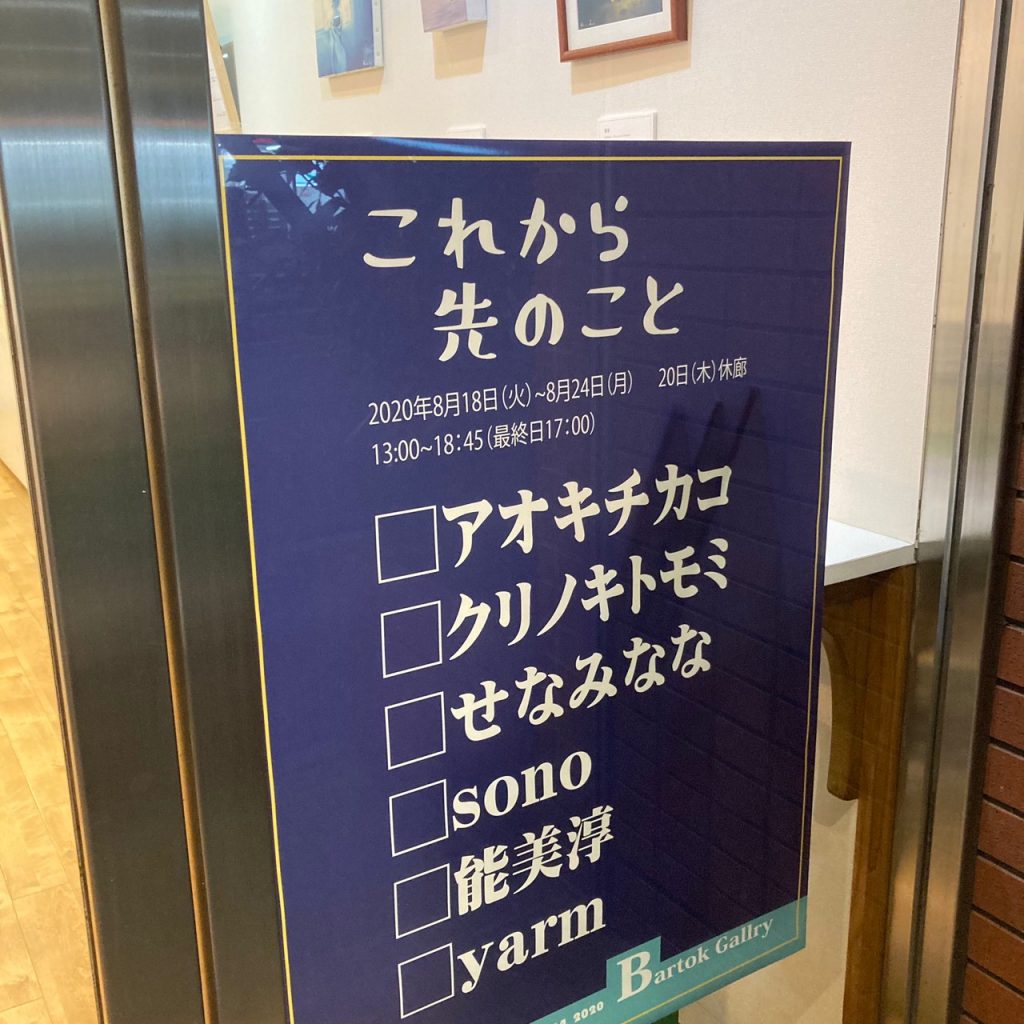 これから
先のこと
2020年8月18日(火)~8月24日(月) 20日(木)休廊
13:00~18:45(最終日17:00)
□アオキチカコ
□クリノキトモミ
□せなみなな
□sono
□能美淳
□yarm
Bartok Gallry
2020